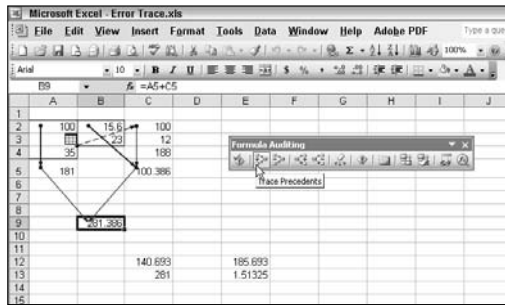 Microsoft Excel - Error Trace.xls
File Edit View Insert Format Tools Data Window Help Adobe PDF Type a que
100%
Arial 10 B I U $ % ,
B9 fx =A5+C5
A B C D E F G H I J
1
2 100 15.6 100
3 23 12
4 35 188
Formula Auditing
Trace Precedents
5 181 100.386
6
7
8
9 281.386
10
11
12 140.693 185.693
13 281 1.51325
14
15